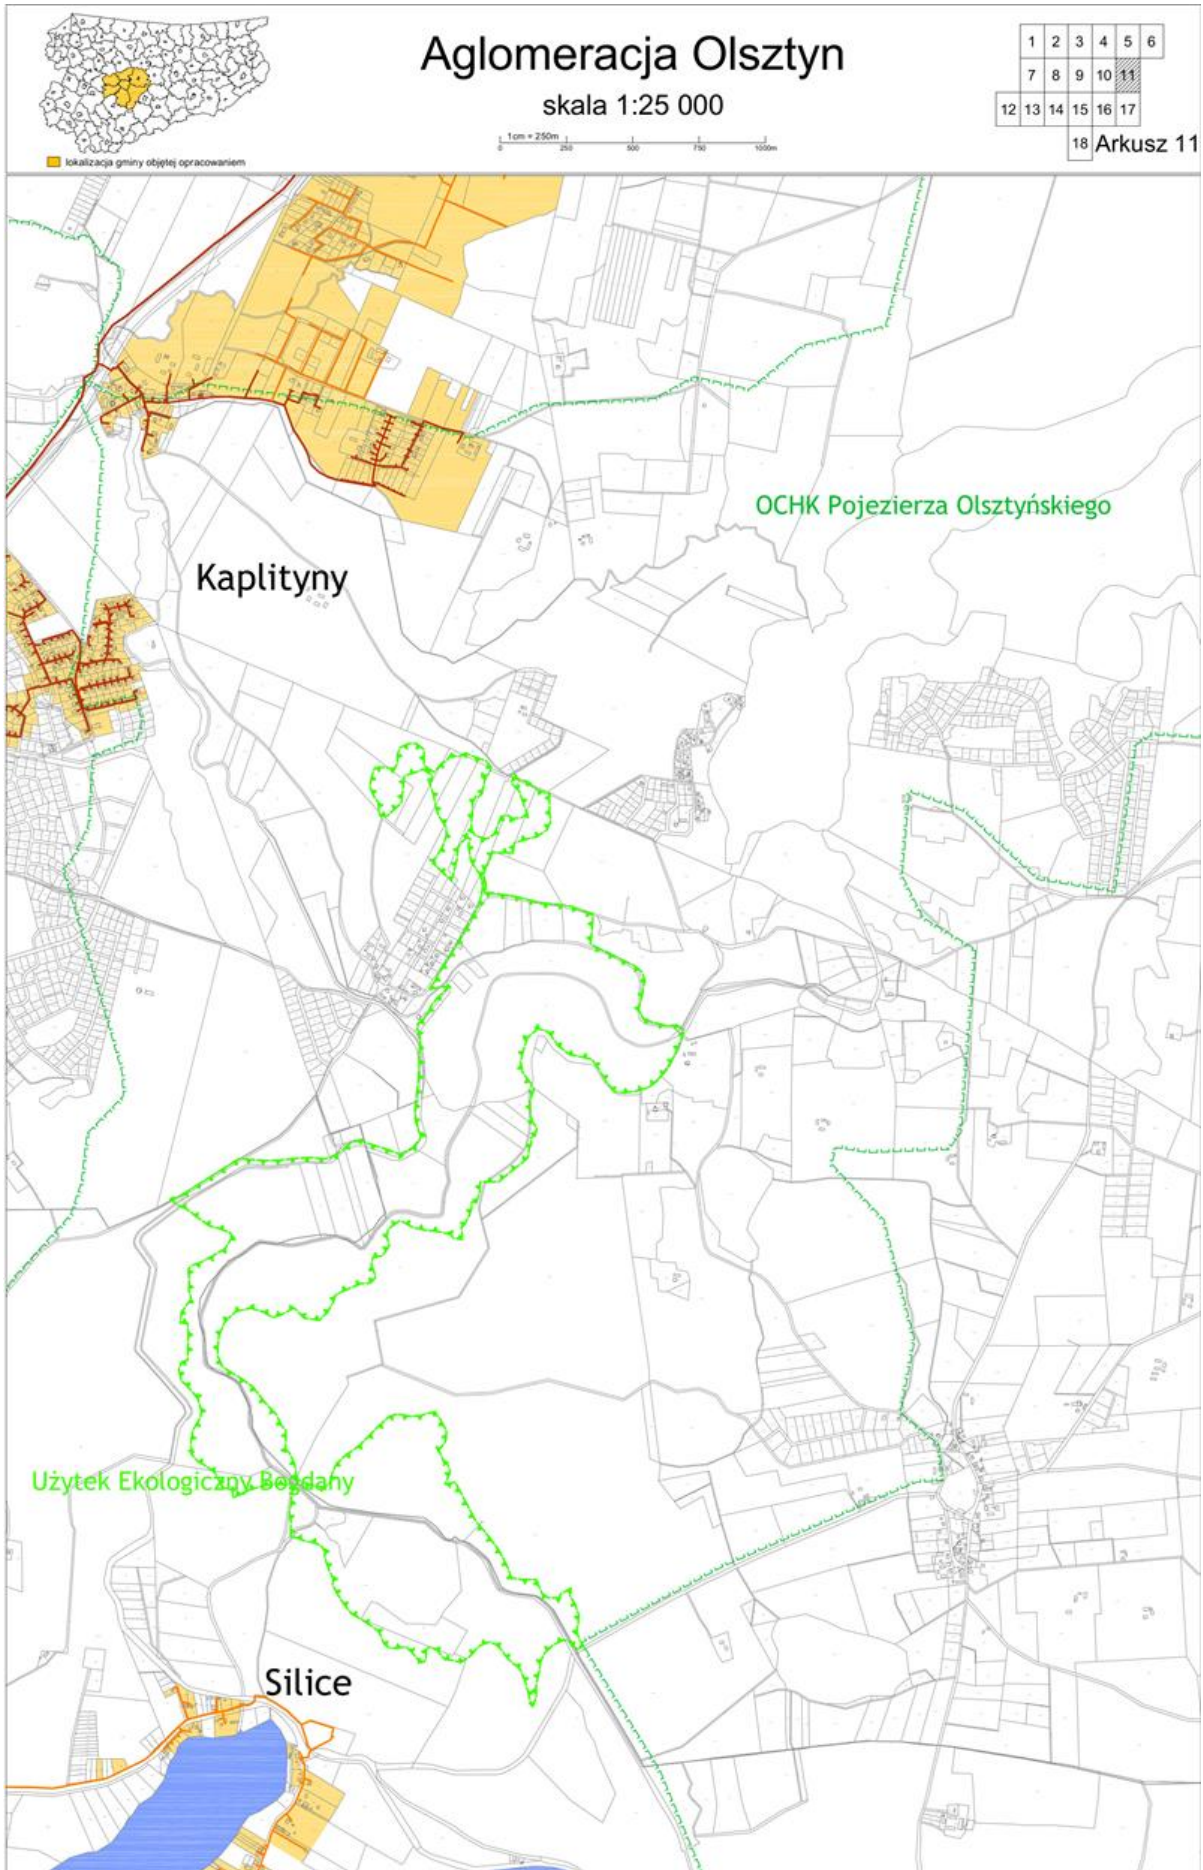 Aglomeracja Olsztyn
skala 1:25 000
1cm = 250m
0 250 500 750 1000m
lokalizacja gminy objętej opracowaniem
1 2 3 4 5 6
7 8 9 10 11
12 13 14 15 16 17
18 Arkusz 11
OCHK Pojezierza Olsztyńskiego
Kaplityny
Użytek Ekologiczny Bogdany
Silice